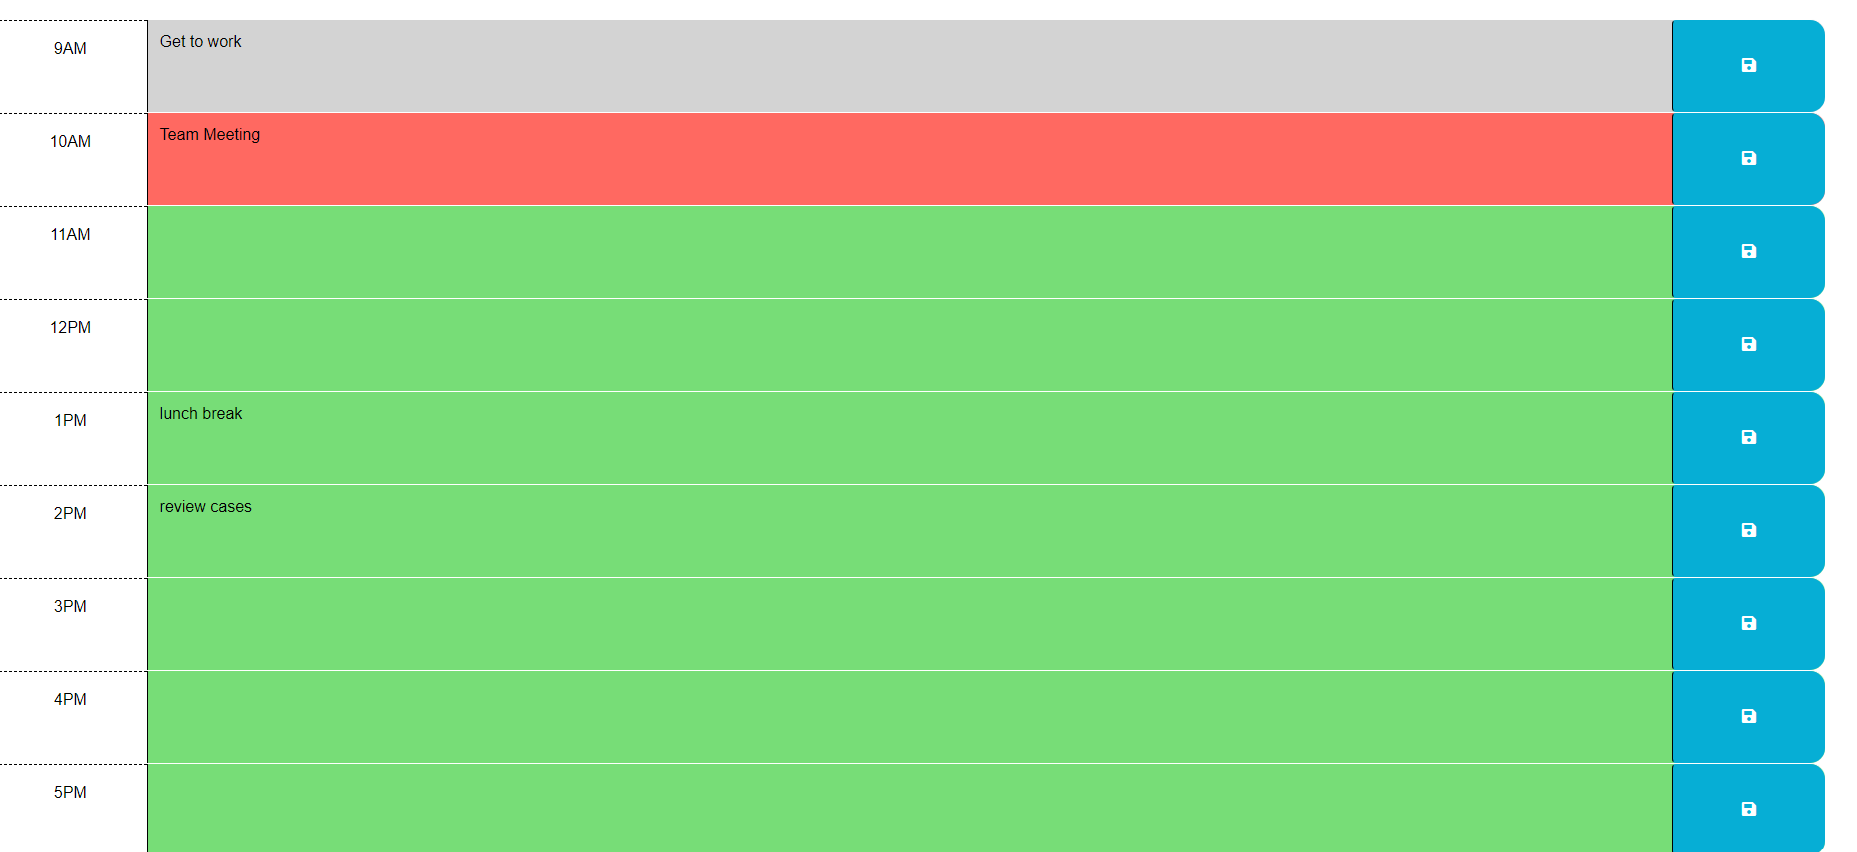 9AM
Get to work
10AM
Team Meeting
11AM
12PM
1PM
lunch break
2PM
review cases
3PM
4PM
5PM